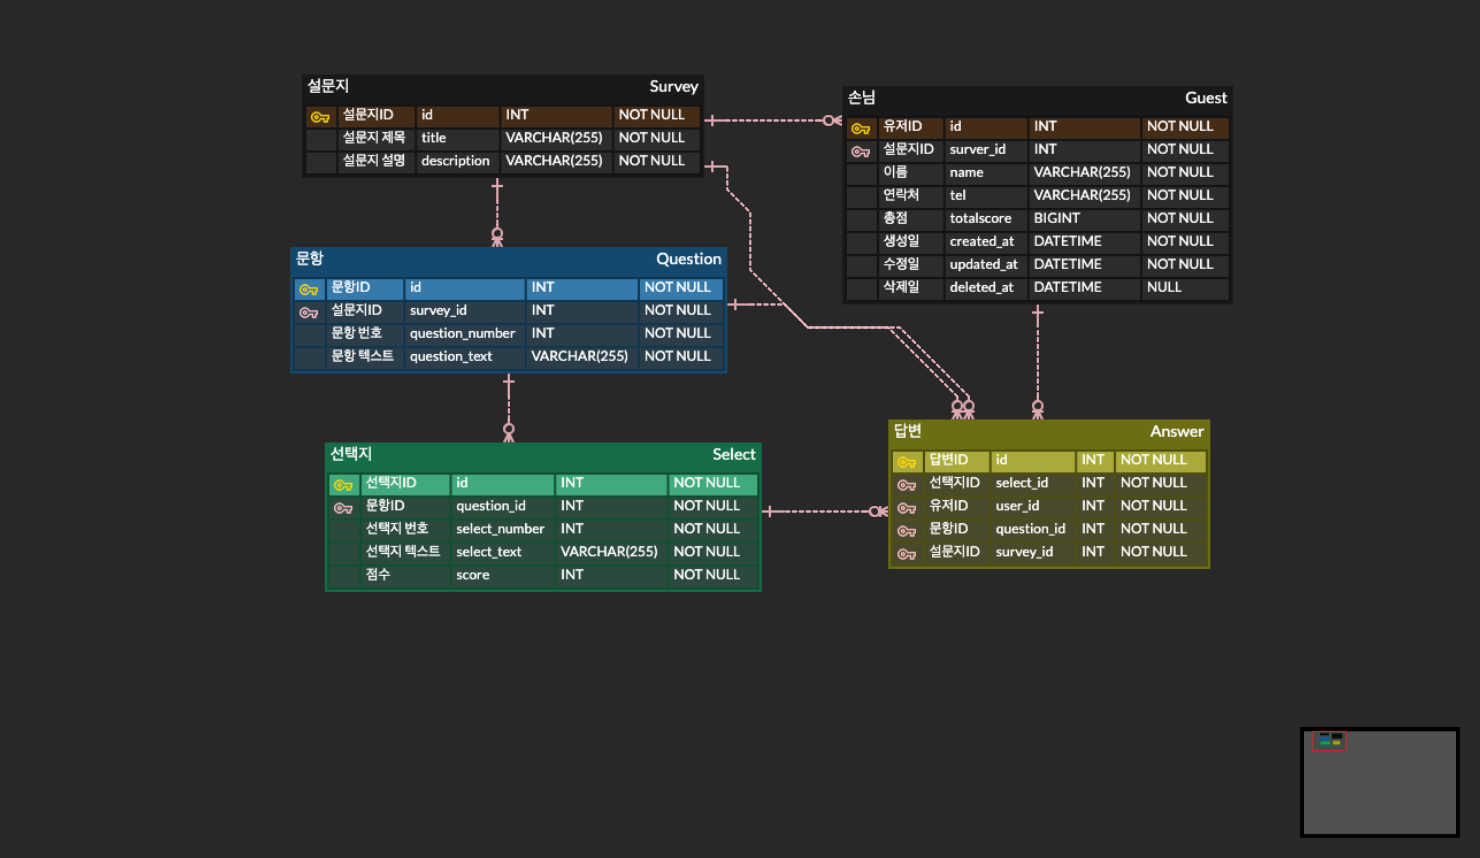 설문지 Survey
설문지ID id INT NOT NULL
설문지 제목 title VARCHAR(255) NOT NULL
설문지 설명 description VARCHAR(255) NOT NULL
손님 Guest
유저ID id INT NOT NULL
설문지ID surver_id INT NOT NULL
이름 name VARCHAR(255) NOT NULL
연락처 tel VARCHAR(255) NOT NULL
총점 totalscore BIGINT NOT NULL
생성일 created_at DATETIME NOT NULL
수정일 updated_at DATETIME NOT NULL
삭제일 deleted_at DATETIME NULL
문항 Question
문항ID id INT NOT NULL
설문지ID survey_id INT NOT NULL
문항 번호 question_number INT NOT NULL
문항 텍스트 question_text VARCHAR(255) NOT NULL
선택지 Select
선택지ID id INT NOT NULL
문항ID question_id INT NOT NULL
선택지 번호 select_number INT NOT NULL
선택지 텍스트 select_text VARCHAR(255) NOT NULL
점수 score INT NOT NULL
답변 Answer
답변ID id INT NOT NULL
선택지ID select_id INT NOT NULL
유저ID user_id INT NOT NULL
문항ID question_id INT NOT NULL
설문지ID survey_id INT NOT NULL